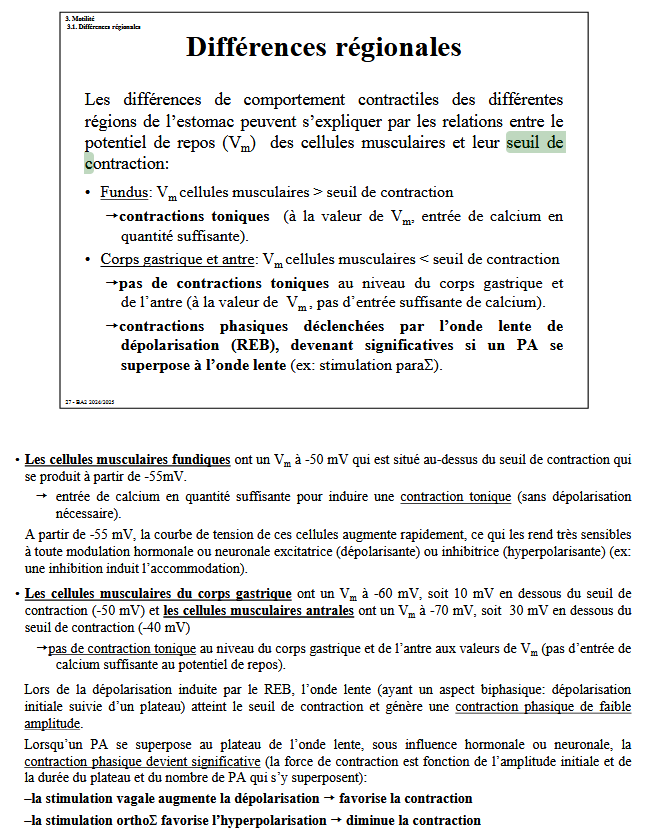 3. Motilité
3.1. Différences régionales
Différences régionales
Les différences de comportement contractiles des différentes
régions de l’estomac peuvent s’expliquer par les relations entre le
potentiel de repos (Vm) des cellules musculaires et leur seuil de
contraction:
• Fundus: Vm cellules musculaires > seuil de contraction
→contractions toniques (à la valeur de Vm, entrée de calcium en
quantité suffisante).
• Corps gastrique et antre: Vm cellules musculaires < seuil de contraction
→pas de contractions toniques au niveau du corps gastrique et
de l’antre (à la valeur de Vm , pas d’entrée suffisante de calcium).
→contractions phasiques déclenchées par l’onde lente de
dépolarisation (REB), devenant significatives si un PA se
superpose à l’onde lente (ex: stimulation paraΣ).
27 - BA2 2024/2025
• Les cellules musculaires fundiques ont un Vm à -50 mV qui est situé au-dessus du seuil de contraction qui
se produit à partir de -55mV.
→ entrée de calcium en quantité suffisante pour induire une contraction tonique (sans dépolarisation
nécessaire).
A partir de -55 mV, la courbe de tension de ces cellules augmente rapidement, ce qui les rend très sensibles
à toute modulation hormonale ou neuronale excitatrice (dépolarisante) ou inhibitrice (hyperpolarisante) (ex:
une inhibition induit l’accommodation).
• Les cellules musculaires du corps gastrique ont un Vm à -60 mV, soit 10 mV en dessous du seuil de
contraction (-50 mV) et les cellules musculaires antrales ont un Vm à -70 mV, soit 30 mV en dessous du
seuil de contraction (-40 mV)
→pas de contraction tonique au niveau du corps gastrique et de l’antre aux valeurs de Vm (pas d’entrée de
calcium suffisante au potentiel de repos).
Lors de la dépolarisation induite par le REB, l’onde lente (ayant un aspect biphasique: dépolarisation
initiale suivie d’un plateau) atteint le seuil de contraction et génère une contraction phasique de faible
amplitude.
Lorsqu’un PA se superpose au plateau de l’onde lente, sous influence hormonale ou neuronale, la
contraction phasique devient significative (la force de contraction est fonction de l’amplitude initiale et de
la durée du plateau et du nombre de PA qui s’y superposent):
–la stimulation vagale augmente la dépolarisation → favorise la contraction
–la stimulation orthoΣ favorise l’hyperpolarisation → diminue la contraction